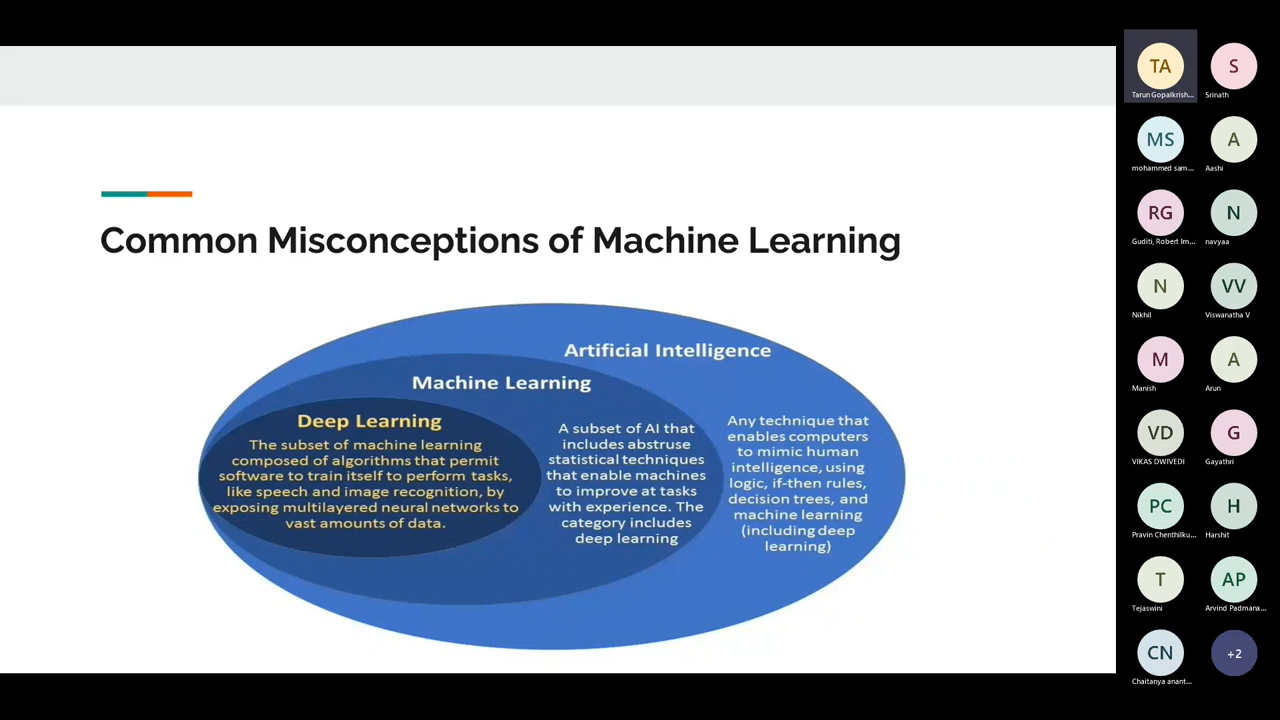 Common Misconceptions of Machine Learning
Artificial Intelligence
Machine Learning
Deep Learning
The subset of machine learning
composed of algorithms that permit
software to train itself to perform tasks,
like speech and image recognition, by
exposing multilayered neural networks to
vast amounts of data.
A subset of AI that
includes abstruse
statistical techniques
that enable machines
to improve at tasks
with experience. The
category includes
deep learning
Any technique that
enables computers
to mimic human
intelligence, using
logic, if-then rules,
decision trees, and
machine learning
(including deep
learning)
TA
Tarun Gopalkrish...
S
Srinath
MS
mohammed sam...
A
Aashi
RG
Guditi, Robert Im...
N
navyaa
N
Nikhil
VV
Viswanatha V
M
Manish
A
Arun
VD
VIKAS DWIVEDI
G
Gayathri
PC
Pravin Chenthilku...
H
Harshit
T
Tejaswini
AP
Arvind Padmana...
CN
Chaitanya anant...
+2